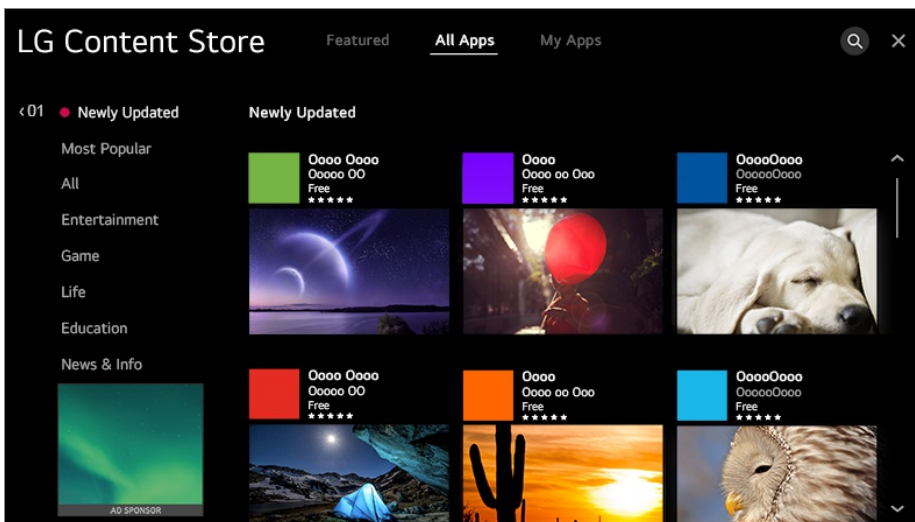 LG Content Store
Featured
All Apps
My Apps
‹01
Newly Updated
Most Popular
All
Entertainment
Game
Life
Education
News & Info
AD SPONSOR
Newly Updated
Oooo Oooo
Ooooo OO
Free
★★★★★
Oooo
Oooo oo Ooo
Free
★★★★★
OoooOooo
OooooOooo
Free
★★★★★
Oooo Oooo
Ooooo OO
Free
★★★★★
Oooo
Oooo oo Ooo
Free
★★★★★
OoooOooo
OooooOooo
Free
★★★★★